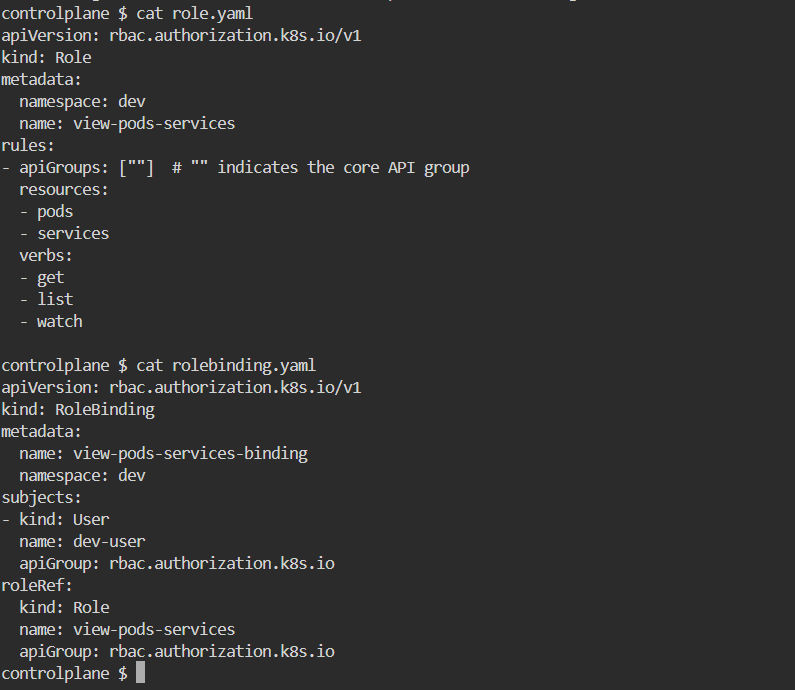 controlplane $ cat role.yaml
apiVersion: rbac.authorization.k8s.io/v1
kind: Role
metadata:
  namespace: dev
  name: view-pods-services
rules:
- apiGroups: [""]  # "" indicates the core API group
  resources:
  - pods
  - services
  verbs:
  - get
  - list
  - watch

controlplane $ cat rolebinding.yaml
apiVersion: rbac.authorization.k8s.io/v1
kind: RoleBinding
metadata:
  name: view-pods-services-binding
  namespace: dev
subjects:
- kind: User
  name: dev-user
  apiGroup: rbac.authorization.k8s.io
roleRef:
  kind: Role
  name: view-pods-services
  apiGroup: rbac.authorization.k8s.io
controlplane $